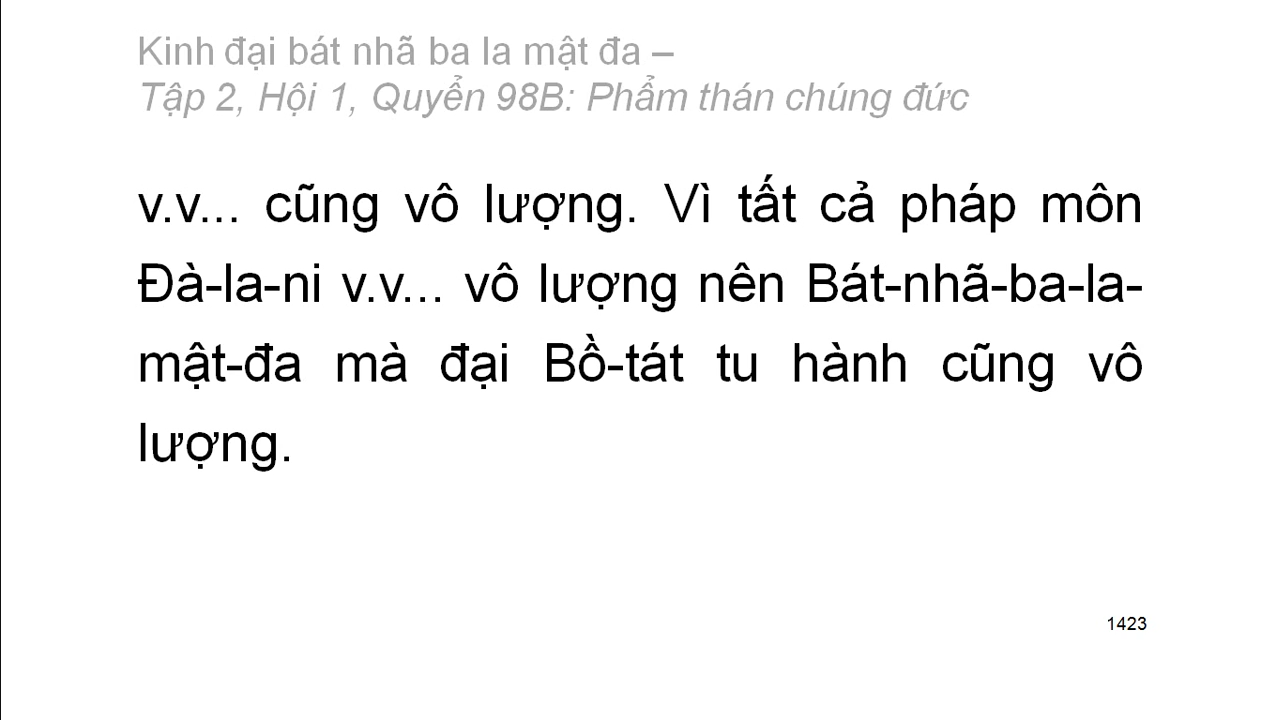 Kinh đại bát nhã ba la mật đa –
Tập 2, Hội 1, Quyển 98B: Phẩm thán chúng đức
v.v... cũng vô lượng. Vì tất cả pháp môn
Đà-la-ni v.v... vô lượng nên Bát-nhã-ba-la-
mật-đa mà đại Bồ-tát tu hành cũng vô
lượng.
1423